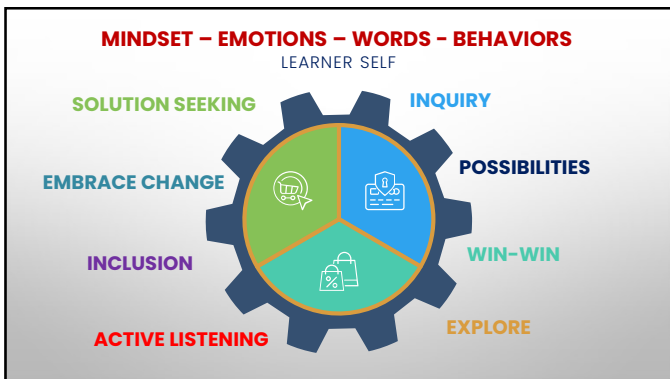 MINDSET – EMOTIONS – WORDS - BEHAVIORS
LEARNER SELF
SOLUTION SEEKING
INQUIRY
EMBRACE CHANGE
POSSIBILITIES
INCLUSION
WIN-WIN
ACTIVE LISTENING
EXPLORE
%